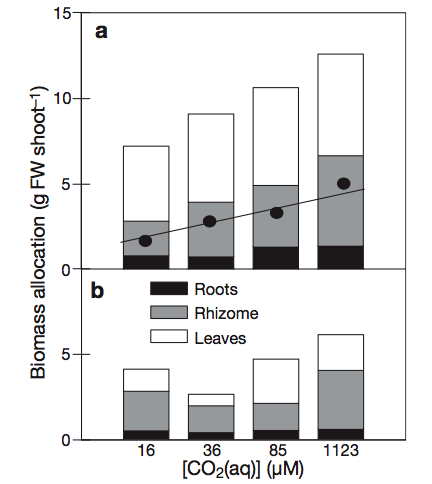 15
a
10
5
0
Biomass allocation (g FW shoot⁻¹)
b
Roots
Rhizome
Leaves
5
0
16 36 85 1123
[CO₂(aq)] (μM)